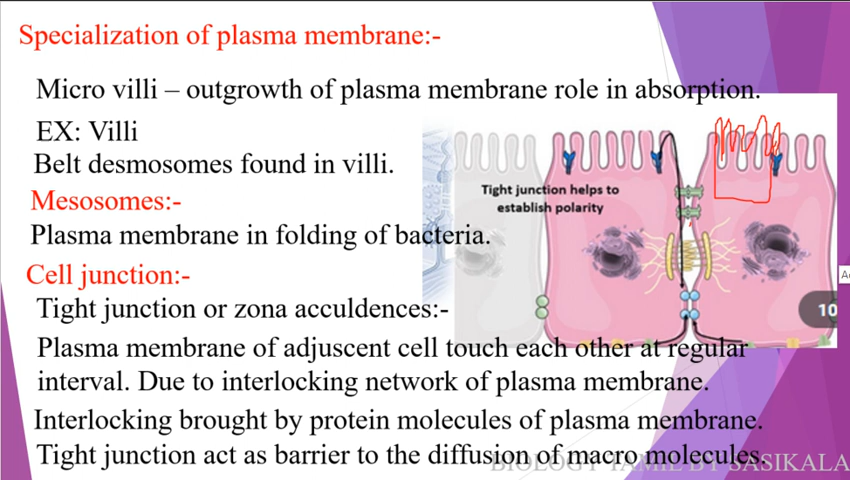 Specialization of plasma membrane:-
Micro villi – outgrowth of plasma membrane role in absorption.
EX: Villi
Belt desmosomes found in villi.
Mesosomes:-
Plasma membrane in folding of bacteria.
Cell junction:-
Tight junction or zona acculdences:-
Plasma membrane of adjuscent cell touch each other at regular
interval. Due to interlocking network of plasma membrane.
Interlocking brought by protein molecules of plasma membrane.
Tight junction act as barrier to the diffusion of macro molecules.
Tight junction helps to
establish polarity
10
BIOLOGY TAMIL BY SASIKALA